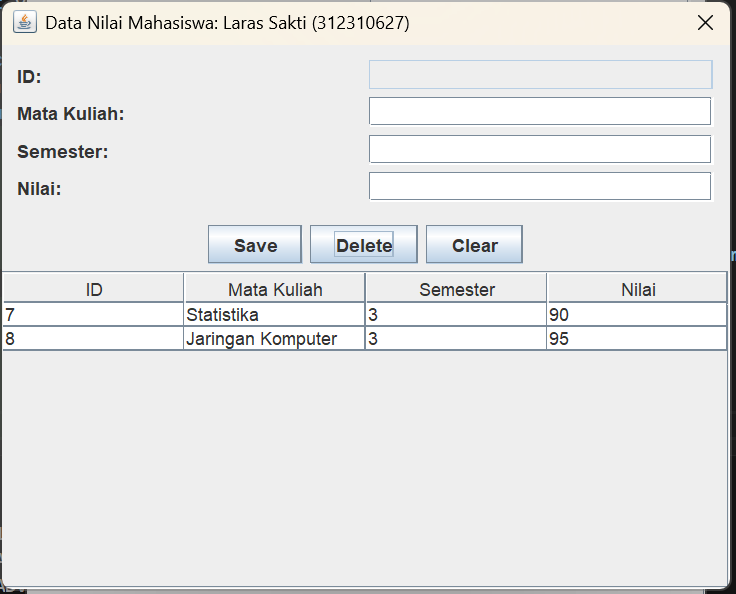 Data Nilai Mahasiswa: Laras Sakti (312310627)
ID:
Mata Kuliah:
Semester:
Nilai:
Save Delete Clear
ID Mata Kuliah Semester Nilai
7 Statistika 3 90
8 Jaringan Komputer 3 95